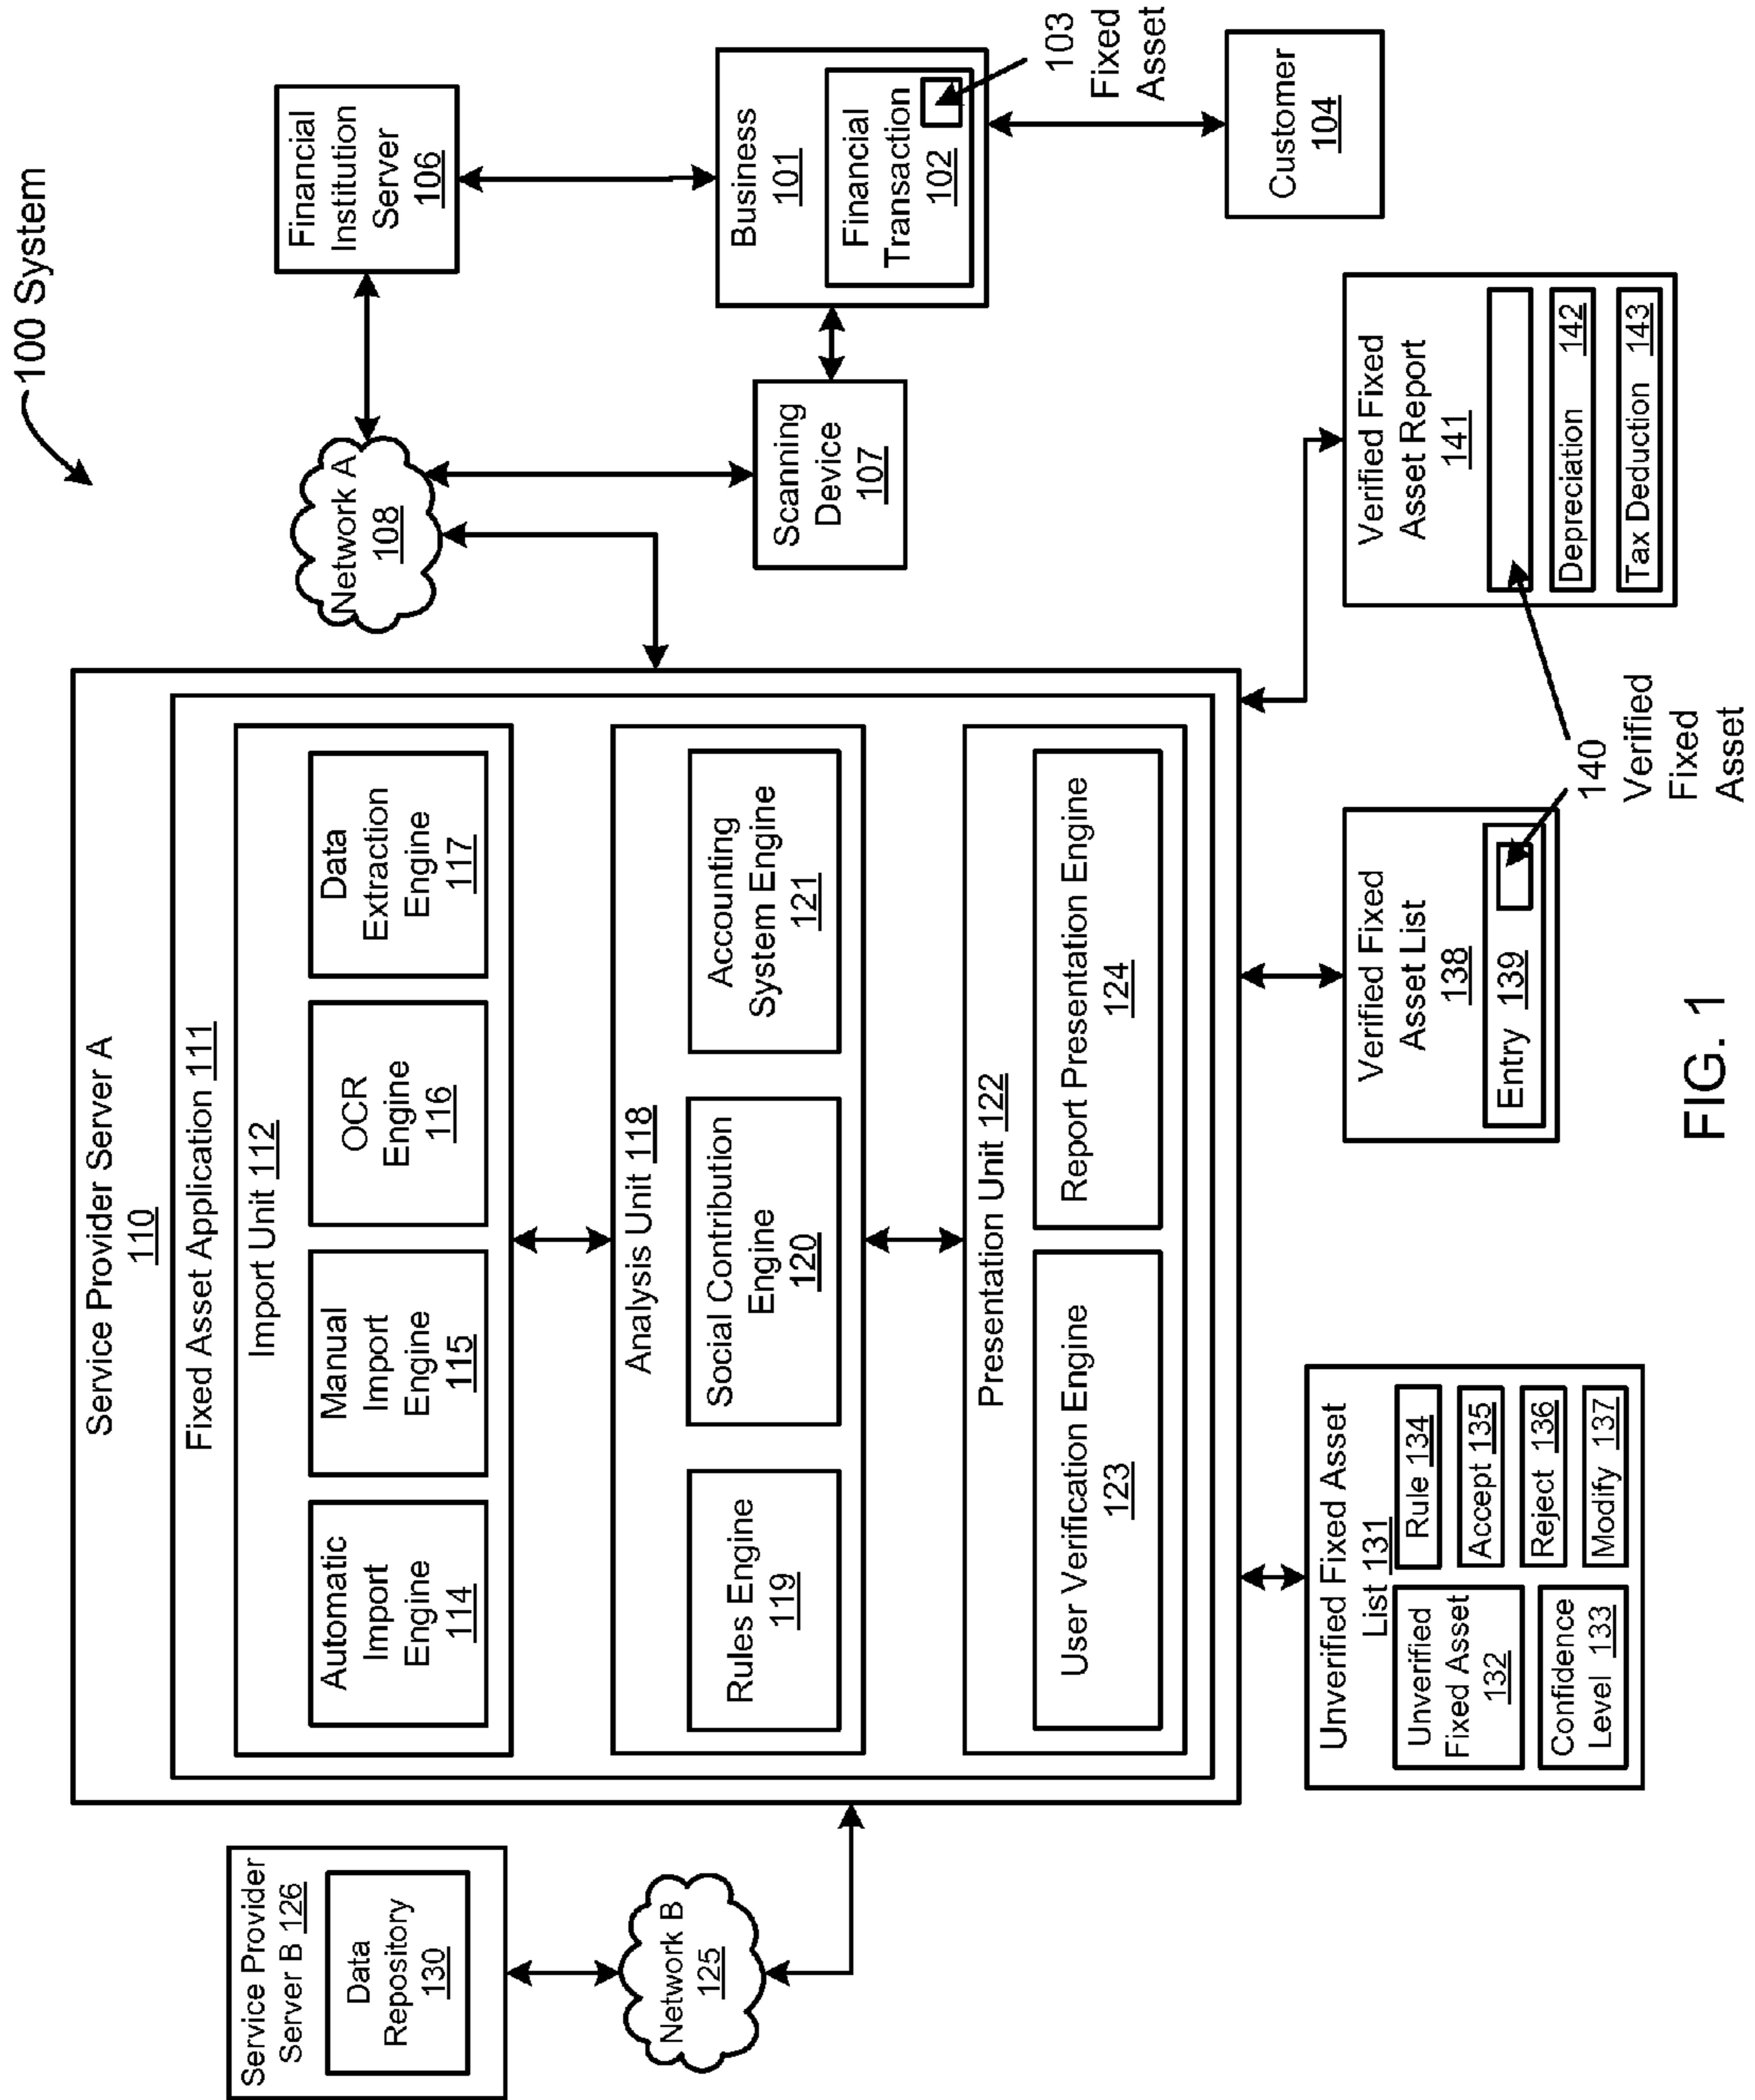 100 System
Service Provider
Server B 126
Data
Repository
130
Network B
125
Service Provider Server A
110
Fixed Asset Application 111
Import Unit 112
Automatic
Import
Engine
114
Manual
Import
Engine
115
OCR
Engine
116
Data
Extraction
Engine
117
Analysis Unit 118
Rules Engine
119
Social Contribution
Engine
120
Accounting
System Engine
121
Presentation Unit 122
User Verification Engine
123
Report Presentation Engine
124
Network A
108
Financial
Institution
Server
106
Scanning
Device
107
Business
101
Financial
Transaction
102
103
Fixed
Asset
Customer
104
Unverified Fixed Asset
List 131
Unverified
Fixed Asset
132
Confidence
Level 133
Rule 134
Accept 135
Reject 136
Modify 137
Verified Fixed
Asset List
138
Entry 139
140
Verified
Fixed
Asset
Verified Fixed
Asset Report
141
Depreciation 142
Tax Deduction 143
FIG. 1